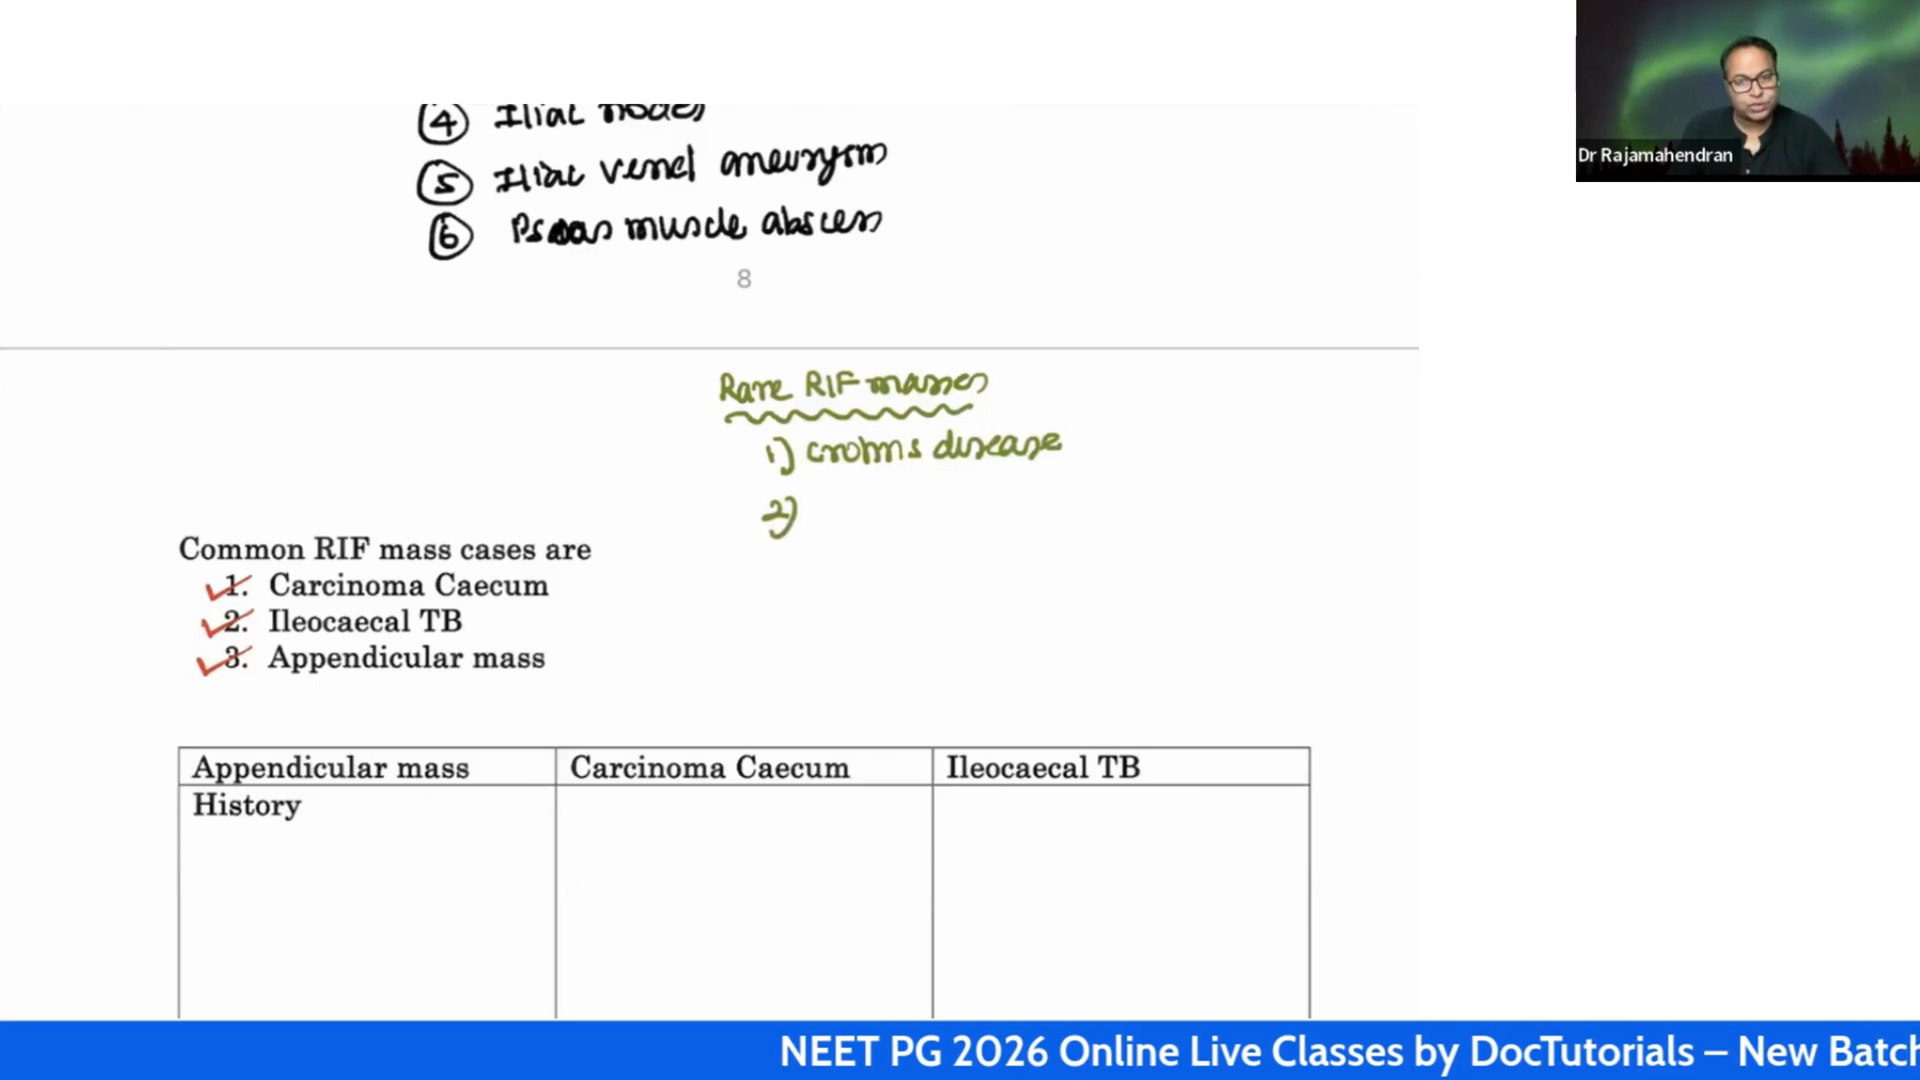 ④ Iliac nodes
⑤ Iliac vessel aneurysm
⑥ Psoas muscle abscess
Dr Rajamahendran
8
Rare RIF masses
1) crohns disease
2)
Common RIF mass cases are
1. Carcinoma Caecum
2. Ileocaecal TB
3. Appendicular mass
Appendicular mass Carcinoma Caecum Ileocaecal TB
History
NEET PG 2026 Online Live Classes by DocTutorials – New Batch